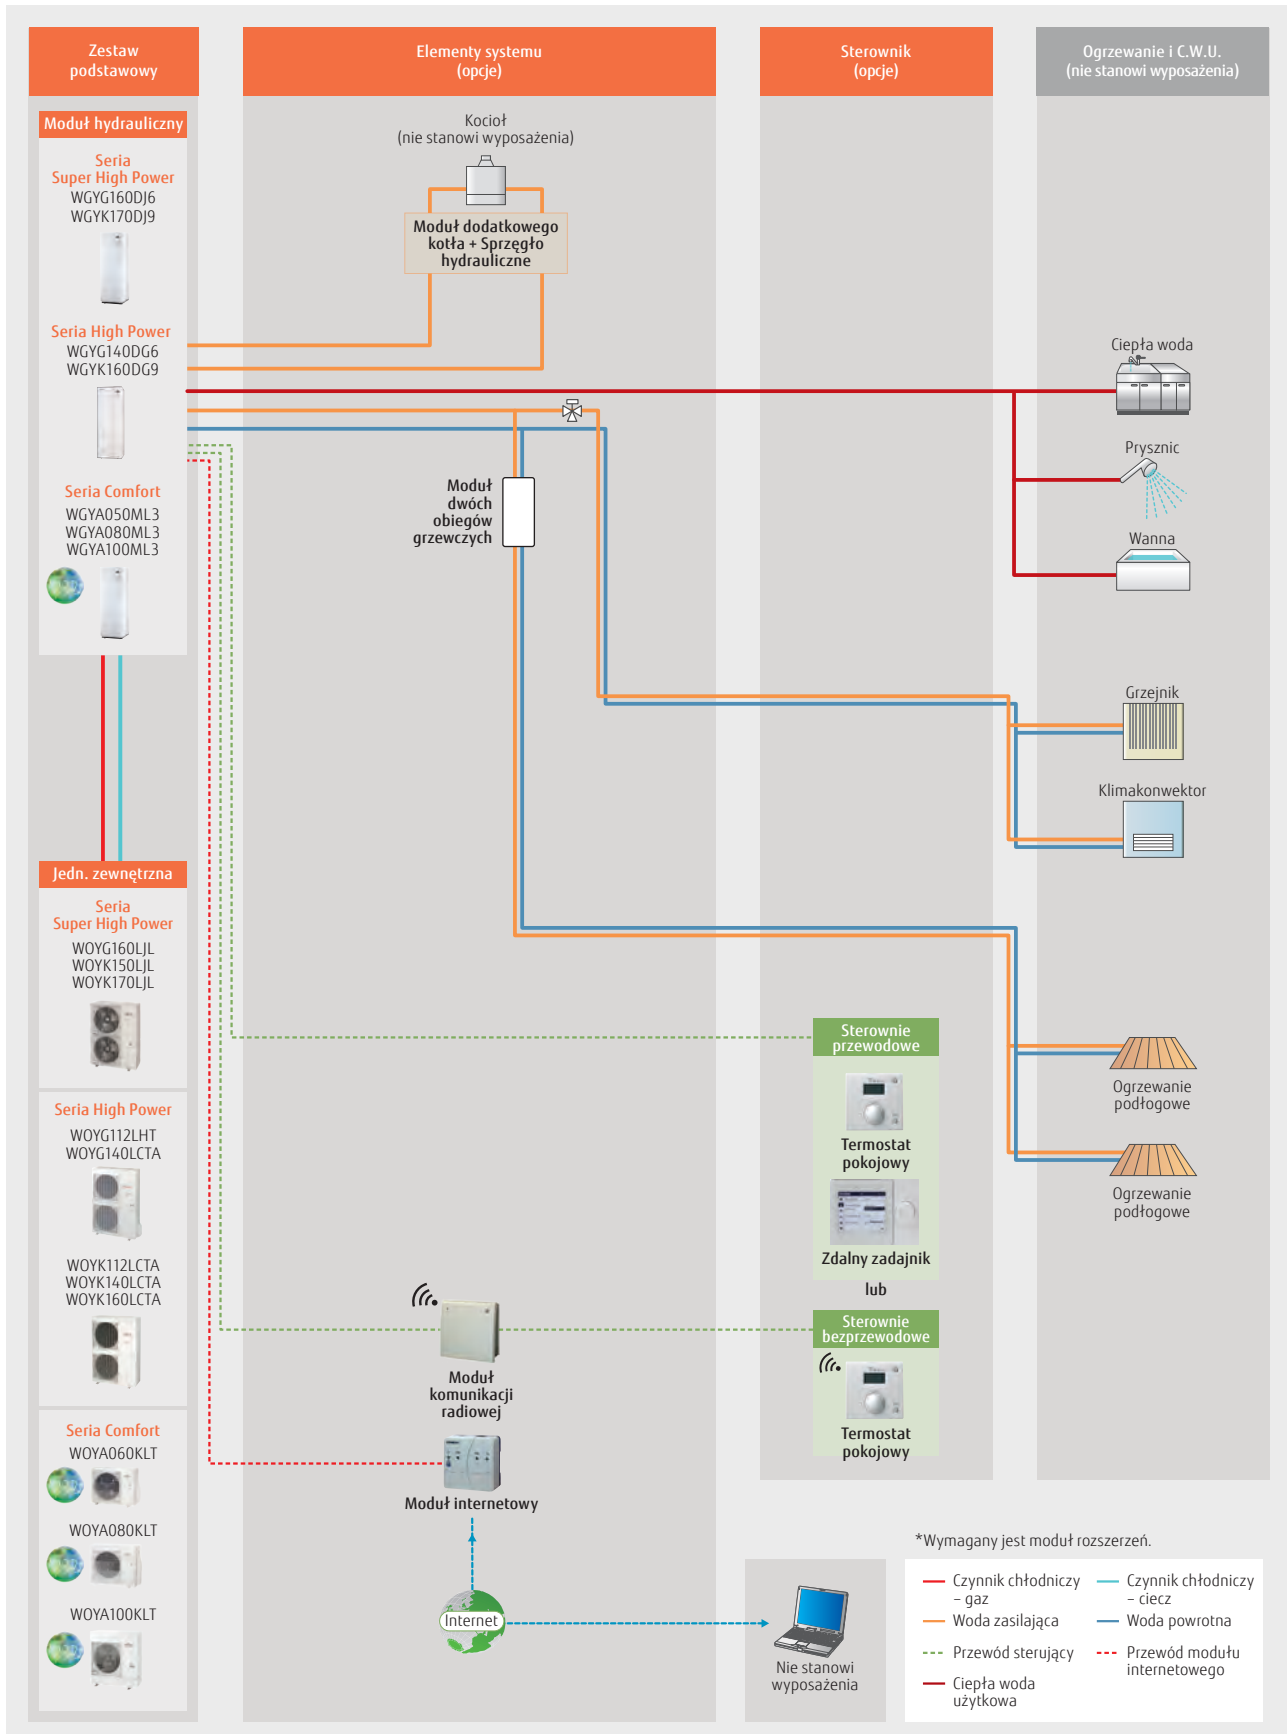 Zestaw
podstawowy
Elementy systemu
(opcje)
Sterownik
(opcje)
Ogrzewanie i C.W.U.
(nie stanowi wyposażenia)
Moduł hydrauliczny
Seria
Super High Power
WGYG160DJ6
WGYK170DJ9
Seria High Power
WGYG140DG6
WGYK160DG9
Seria Comfort
WGYA050ML3
WGYA080ML3
WGYA100ML3
Jedn. zewnętrzna
Seria
Super High Power
WOYG160LJL
WOYK150LJL
WOYK170LJL
Seria High Power
WOYG112LHT
WOYG140LCTA
WOYK112LCTA
WOYK140LCTA
WOYK160LCTA
Seria Comfort
WOYA060KLT
WOYA080KLT
WOYA100KLT
Kocioł
(nie stanowi wyposażenia)
Moduł dodatkowego
kotła + Sprzęgło
hydrauliczne
Moduł
dwóch
obiegów
grzewczych
Moduł
komunikacji
radiowej
Moduł internetowy
Internet
Sterownie
przewodowe
Termostat
pokojowy
Zdalny zadajnik
lub
Sterownie
bezprzewodowe
Termostat
pokojowy
Nie stanowi
wyposażenia
Ciepła woda
Prysznic
Wanna
Grzejnik
Klimakonwektor
Ogrzewanie
podłogowe
Ogrzewanie
podłogowe
*Wymagany jest moduł rozszerzeń.
Czynnik chłodniczy
– gaz
Czynnik chłodniczy
– ciecz
Woda zasilająca
Woda powrotna
Przewód sterujący
Przewód modułu
internetowego
Ciepła woda
użytkowa